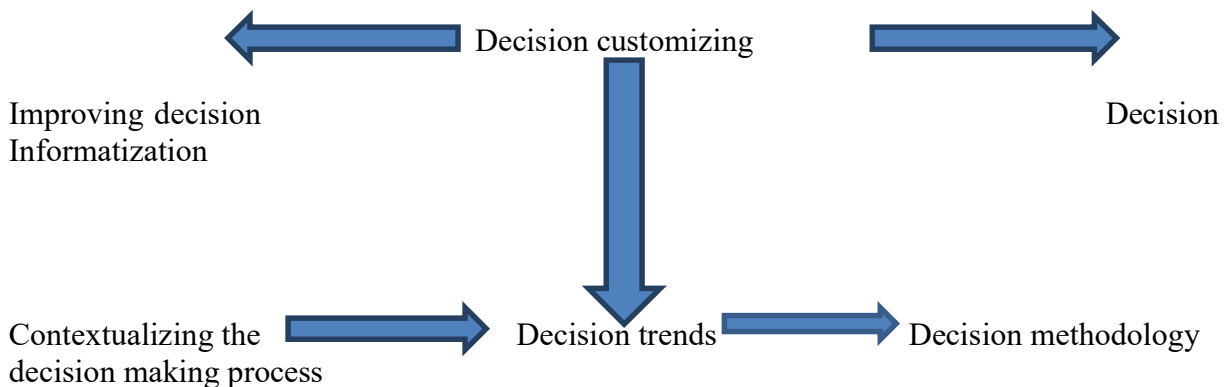 Decision customizing
Improving decision
Informatization
Decision
Contextualizing the
decision making process
Decision trends
Decision methodology